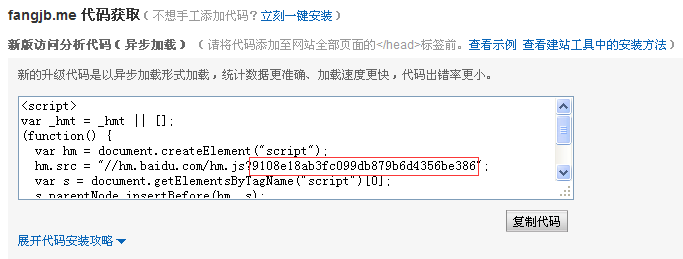 fangjb.me 代码获取（不想手工添加代码？立刻一键安装）
新版访问分析代码（异步加载）（请将代码添加至网站全部页面的</head>标签前。查看示例 查看建站工具中的安装方法）
新的升级代码是以异步加载形式加载，统计数据更准确、加载速度更快，代码出错率更小。
<script>
var _hmt = _hmt || [];
(function() {
  var hm = document.createElement("script");
  hm.src = "//hm.baidu.com/hm.js?9108e18ab3fc099db879b6d4356be386";
  var s = document.getElementsByTagName("script")[0];
  s.parentNode.insertBefore(hm, s);
复制代码
展开代码安装攻略